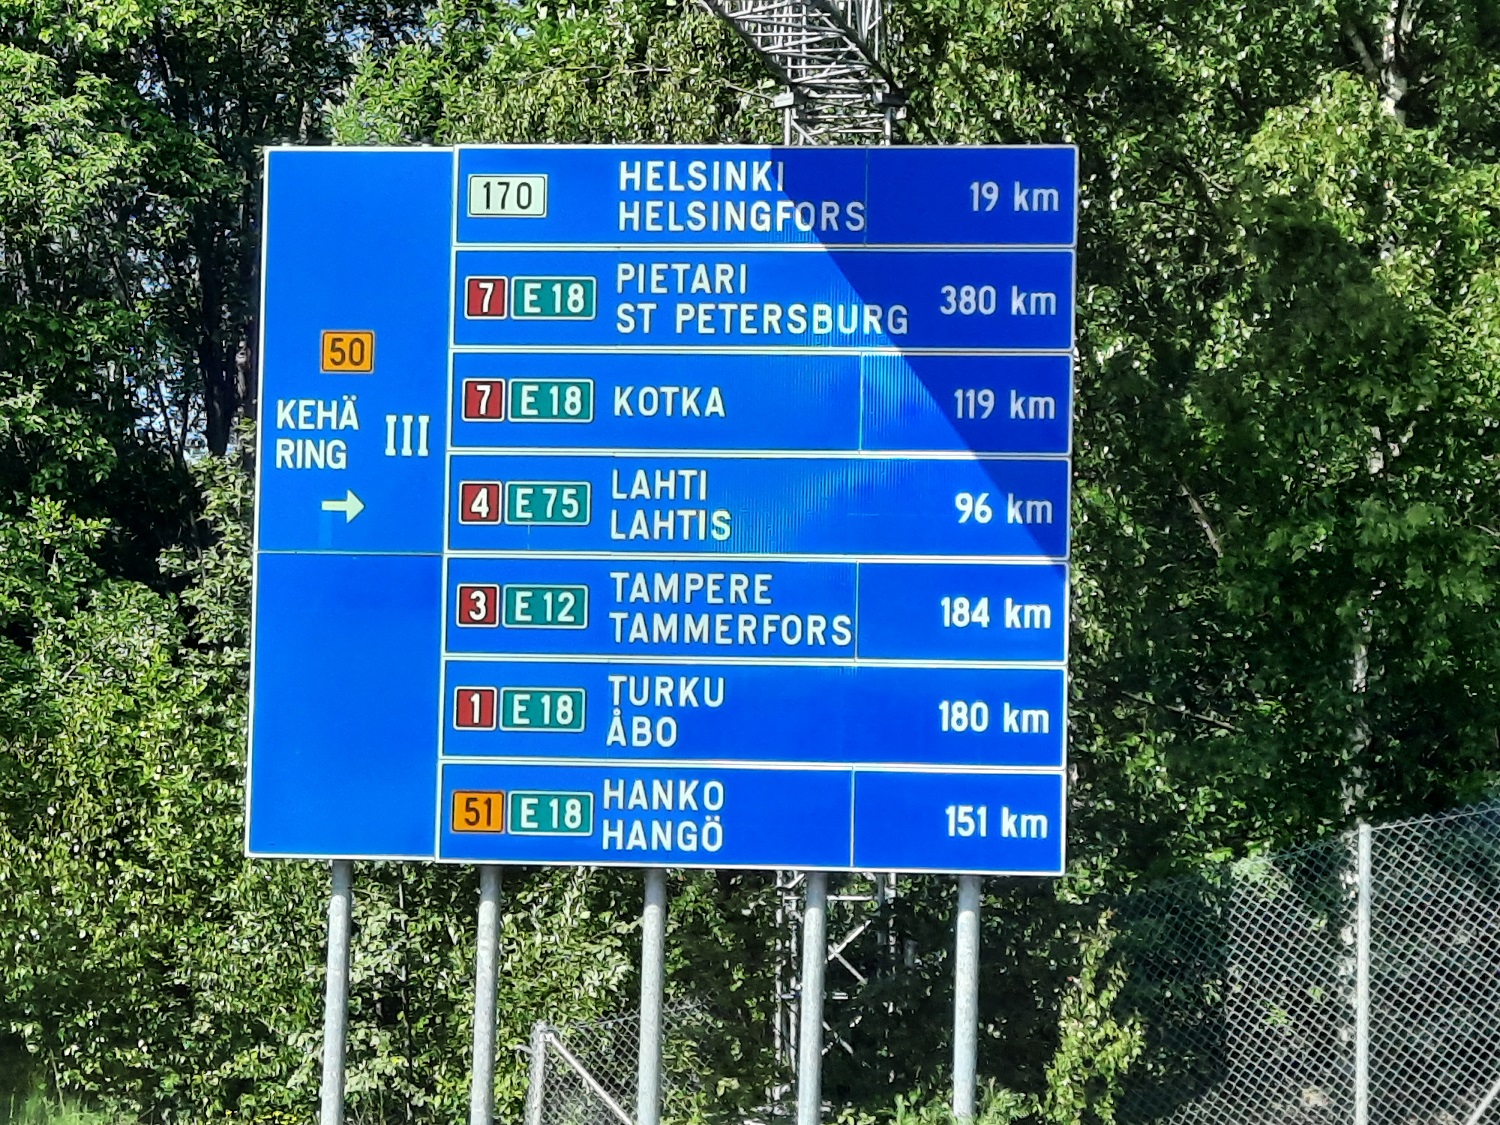 50
KEHÄ
RING
III
170
HELSINKI
HELSINGFORS
19 km
7 E 18
PIETARI
ST PETERSBURG
380 km
7 E 18
KOTKA
119 km
4 E 75
LAHTI
LAHTIS
96 km
3 E 12
TAMPERE
TAMMERFORS
184 km
1 E 18
TURKU
ÅBO
180 km
51 E 18
HANKO
HANGÖ
151 km